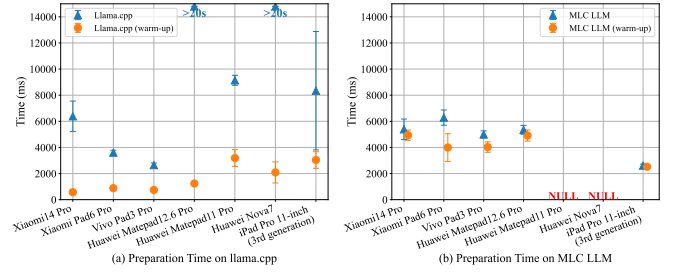 Llama.cpp
Llama.cpp (warm-up)
>20s
>20s
Time (ms)
14000
12000
10000
8000
6000
4000
2000
0
Xiaomi14 Pro
Xiaomi Pad6 Pro
Vivo Pad3 Pro
Huawei Matepad12.6 Pro
Huawei Matepad11 Pro
Huawei Nova7
iPad Pro 11-inch
(3rd generation)
(a) Preparation Time on llama.cpp
MLC LLM
MLC LLM (warm-up)
Time (ms)
14000
12000
10000
8000
6000
4000
2000
0
NULL
NULL
Xiaomi14 Pro
Xiaomi Pad6 Pro
Vivo Pad3 Pro
Huawei Matepad12.6 Pro
Huawei Matepad11 Pro
Huawei Nova7
iPad Pro 11-inch
(3rd generation)
(b) Preparation Time on MLC LLM